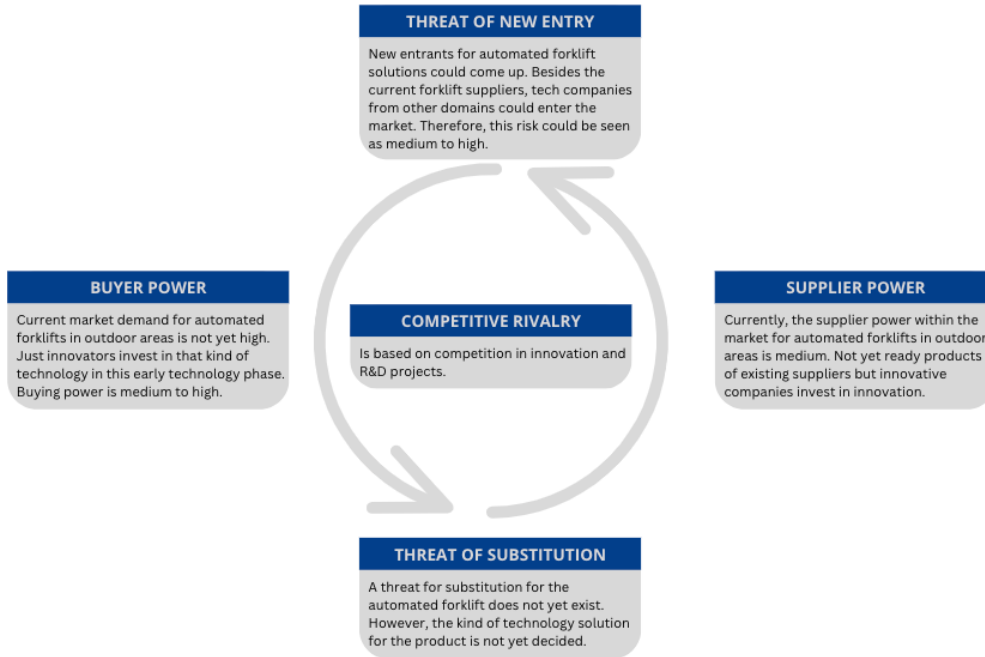 THREAT OF NEW ENTRY
New entrants for automated forklift
solutions could come up. Besides the
current forklift suppliers, tech companies
from other domains could enter the
market. Therefore, this risk could be seen
as medium to high.
BUYER POWER
Current market demand for automated
forklifts in outdoor areas is not yet high.
Just innovators invest in that kind of
technology in this early technology phase.
Buying power is medium to high.
COMPETITIVE RIVALRY
Is based on competition in innovation and
R&D projects.
SUPPLIER POWER
Currently, the supplier power within the
market for automated forklifts in outdoor
areas is medium. Not yet ready products
of existing suppliers but innovative
companies invest in innovation.
THREAT OF SUBSTITUTION
A threat for substitution for the
automated forklift does not yet exist.
However, the kind of technology solution
for the product is not yet decided.